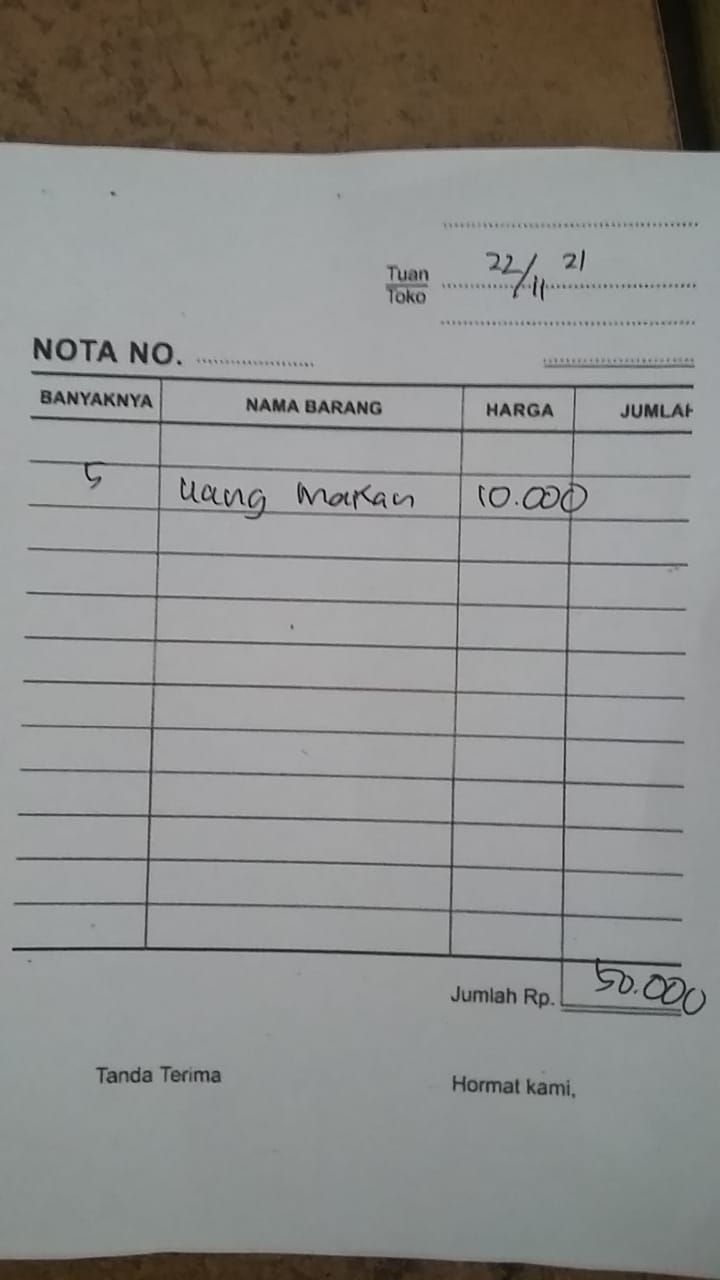 22/11 21
Tuan
Toko
NOTA NO.
BANYAKNYA NAMA BARANG HARGA JUMLAH
5 uang makan 10.000
Jumlah Rp. 50.000
Tanda Terima Hormat kami,